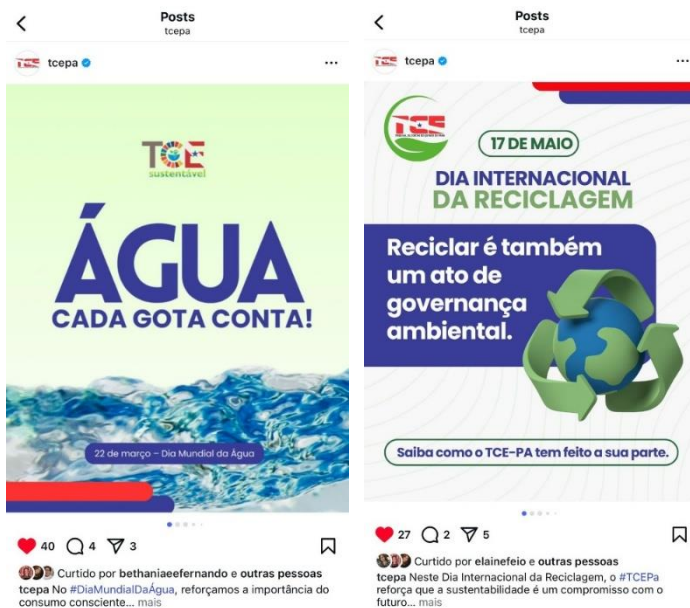 Posts
tcepa
tcepa
TCE
sustentável
ÁGUA
CADA GOTA CONTA!
22 de março – Dia Mundial da Água
40 4 3
Curtido por bethaniaeefernando e outras pessoas
tcepa No #DiaMundialDaÁgua, reforçamos a importância do
consumo consciente... mais
Posts
tcepa
tcepa
TCE
17 DE MAIO
DIA INTERNACIONAL
DA RECICLAGEM
Reciclar é também
um ato de
governança
ambiental.
Saiba como o TCE-PA tem feito a sua parte.
27 2 5
Curtido por elainefeio e outras pessoas
tcepa Neste Dia Internacional da Reciclagem, o #TCEPa
reforça que a sustentabilidade é um compromisso com o
futuro... mais